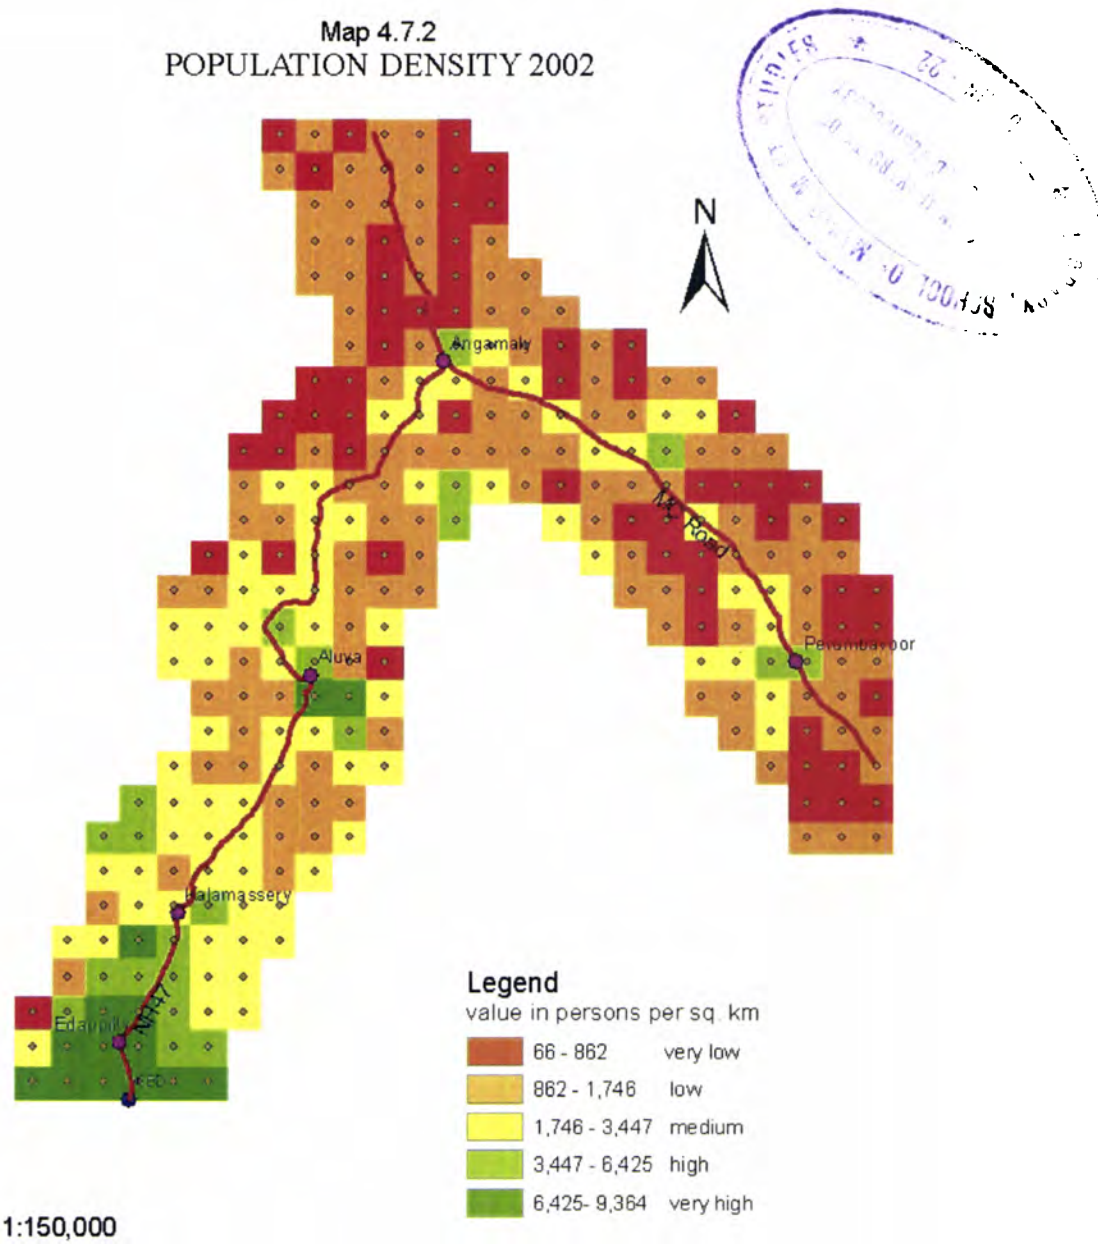 Map 4.7.2
POPULATION DENSITY 2002
N
Angamaly
MC Road
Perumbavoor
Aluva
Kalamassery
NH47
Edappilly
Legend
value in persons per sq. km
66 - 862 very low
862 - 1,746 low
1,746 - 3,447 medium
3,447 - 6,425 high
6,425- 9,364 very high
1:150,000